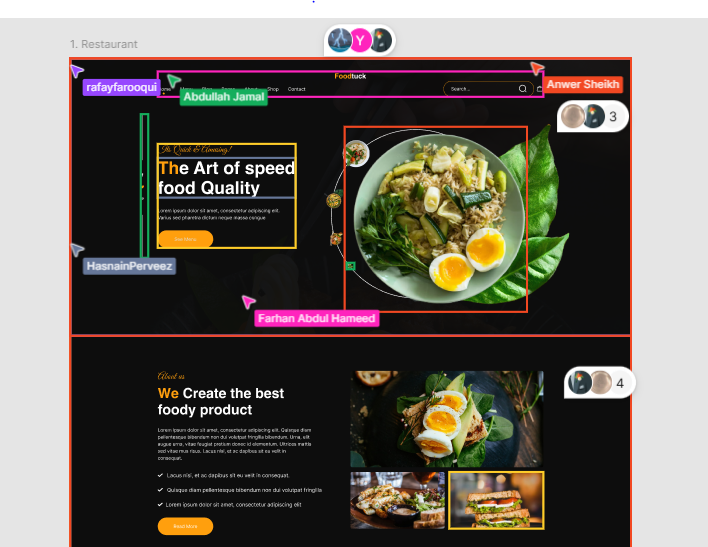 1. Restaurant
Y
Foodtuck
rafayfarooqui
Abdullah Jamal
Shop
Contact
Search...
Anwer Sheikh
3
Its Quick & Amazing!
The Art of speed
food Quality
Lorem ipsum dolor sit amet, consectetur adipiscing elit.
Varius sed pharetra dictum neque massa congue
See Menu
HasnainPerveez
Farhan Abdul Hameed
4
About us
We Create the best
foody product
Lorem ipsum dolor sit amet, consectetur adipiscing elit. Quisque diam
pellentesque bibendum non dui volutpat fringilla bibendum. Urna, elit
augue urna, vitae feugiat pretium donec id elementum. Ultrices mattis
sed vitae mus risus. Lacus nisi, et ac dapibus sit eu velit in
consequat.
Lacus nisi, et ac dapibus sit eu velit in consequat.
Quisque diam pellentesque bibendum non dui volutpat fringilla
Lorem ipsum dolor sit amet, consectetur adipiscing elit
Read More